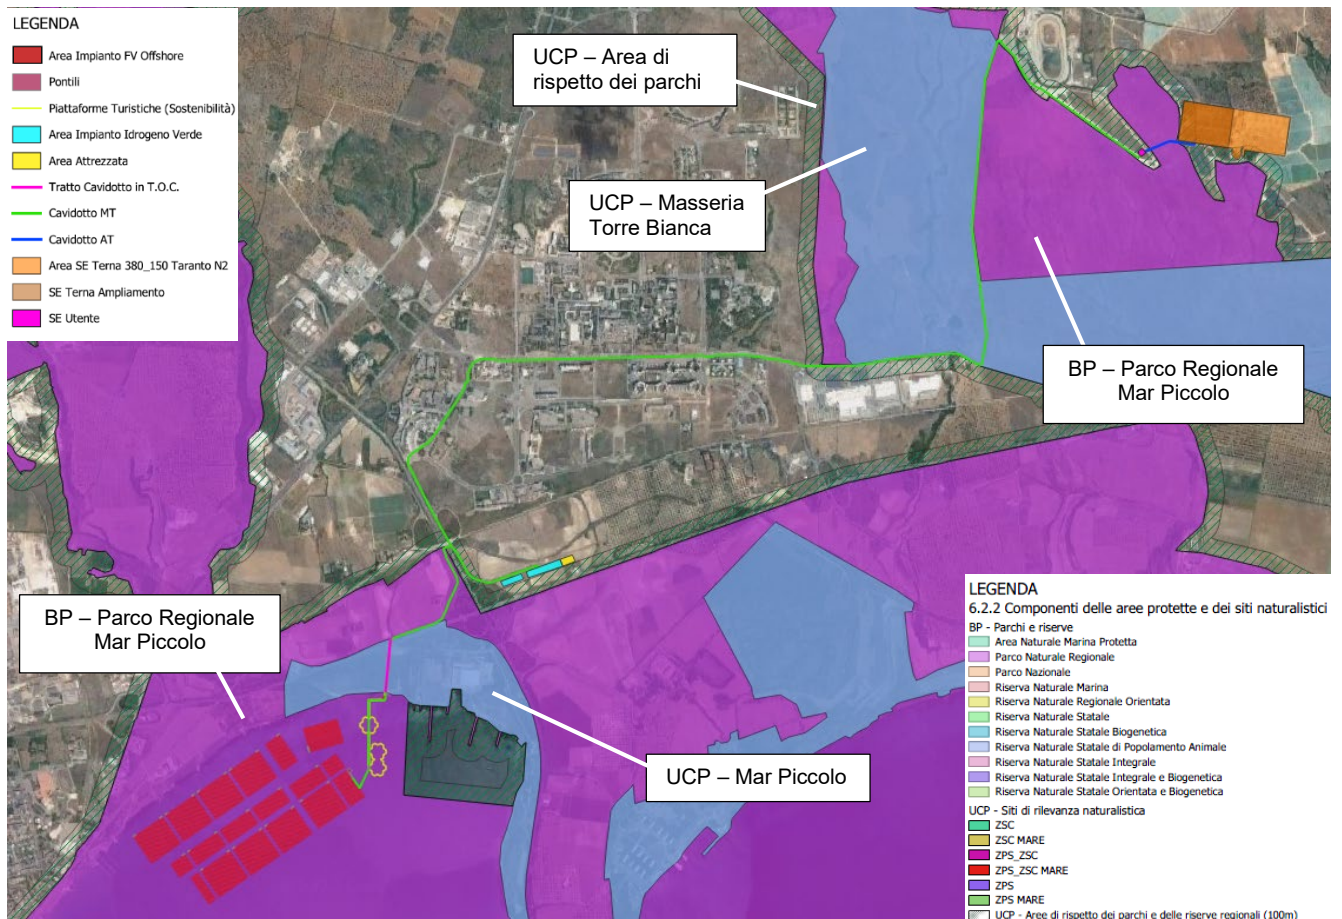 LEGENDA
Area Impianto FV Offshore
Pontili
Piattaforme Turistiche (Sostenibilità)
Area Impianto Idrogeno Verde
Area Attrezzata
Tratto Cavidotto in T.O.C.
Cavidotto MT
Cavidotto AT
Area SE Terna 380_150 Taranto N2
SE Terna Ampliamento
SE Utente
UCP – Area di
rispetto dei parchi
UCP – Masseria
Torre Bianca
BP – Parco Regionale
Mar Piccolo
BP – Parco Regionale
Mar Piccolo
UCP – Mar Piccolo
LEGENDA
6.2.2 Componenti delle aree protette e dei siti naturalistici
BP - Parchi e riserve
Area Naturale Marina Protetta
Parco Naturale Regionale
Parco Nazionale
Riserva Naturale Marina
Riserva Naturale Regionale Orientata
Riserva Naturale Statale
Riserva Naturale Statale Biogenetica
Riserva Naturale Statale di Popolamento Animale
Riserva Naturale Statale Integrale
Riserva Naturale Statale Integrale e Biogenetica
Riserva Naturale Statale Orientata e Biogenetica
UCP - Siti di rilevanza naturalistica
ZSC
ZSC MARE
ZPS_ZSC
ZPS_ZSC MARE
ZPS
ZPS MARE
UCP - Aree di rispetto dei parchi e delle riserve regionali (100m)